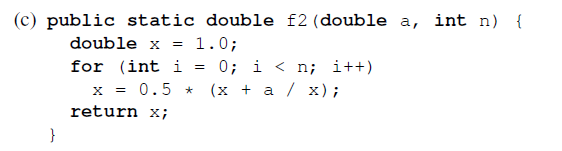 (c) public static double f2(double a, int n) {
double x = 1.0;
for (int i = 0; i < n; i++)
x = 0.5 * (x + a / x);
return x;
}